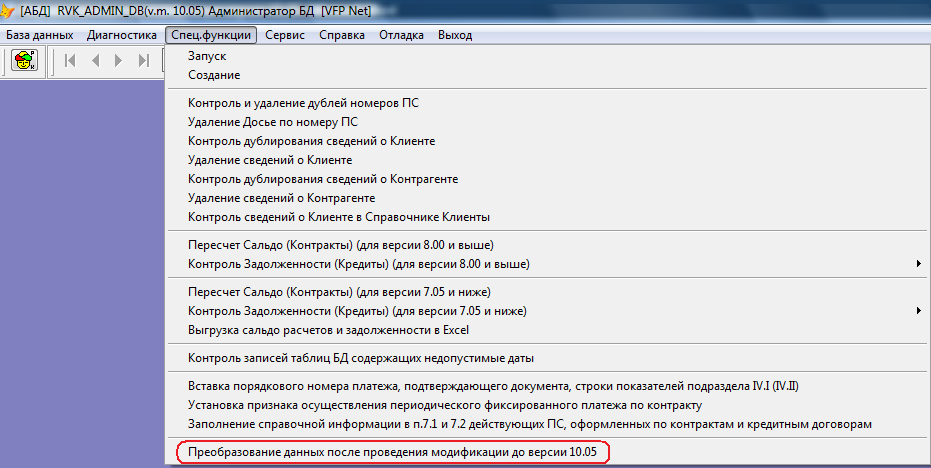 [АБД] RVK_ADMIN_DB(v.m. 10.05) Администратор БД [VFP Net]
База данных Диагностика Спец.функции Сервис Справка Отладка Выход
Запуск
Создание
Контроль и удаление дублей номеров ПС
Удаление Досье по номеру ПС
Контроль дублирования сведений о Клиенте
Удаление сведений о Клиенте
Контроль дублирования сведений о Контрагенте
Удаление сведений о Контрагенте
Контроль сведений о Клиенте в Справочнике Клиенты
Пересчет Сальдо (Контракты) (для версии 8.00 и выше)
Контроль Задолженности (Кредиты) (для версии 8.00 и выше)
Пересчет Сальдо (Контракты) (для версии 7.05 и ниже)
Контроль Задолженности (Кредиты) (для версии 7.05 и ниже)
Выгрузка сальдо расчетов и задолженности в Excel
Контроль записей таблиц БД содержащих недопустимые даты
Вставка порядкового номера платежа, подтверждающего документа, строки показателей подраздела IV.I (IV.II)
Установка признака осуществления периодического фиксированного платежа по контракту
Заполнение справочной информации в п.7.1 и 7.2 действующих ПС, оформленных по контрактам и кредитным договорам
Преобразование данных после проведения модификации до версии 10.05